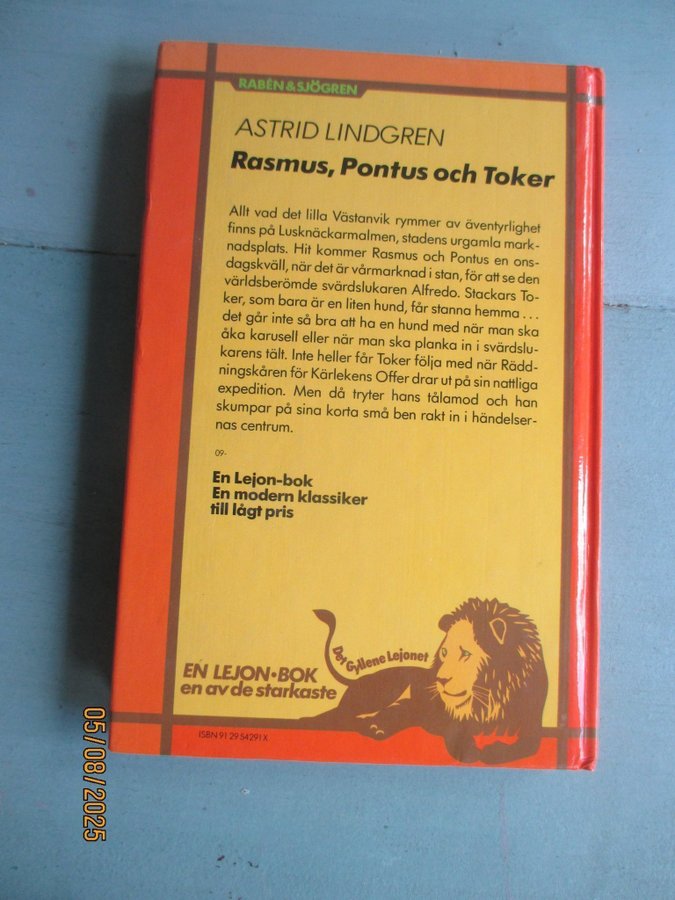 RABÉN & SJÖGREN
ASTRID LINDGREN
Rasmus, Pontus och Toker
Allt vad det lilla Västanvik rymmer av äventyrlighet
finns på Lusknäckarmalmen, stadens urgamla mark-
nadsplats. Hit kommer Rasmus och Pontus en ons-
dagskväll, när det är vårmarknad i stan, för att se den
världsberömde svärdslukaren Alfredo. Stackars To-
ker, som bara är en liten hund, får stanna hemma . . .
det går inte så bra att ha en hund med när man ska
åka karusell eller när man ska planka in i svärdslu-
karens tält. Inte heller får Toker följa med när Rädd-
ningskåren för Kärlekens Offer drar ut på sin nattliga
expedition. Men då tryter hans tålamod och han
skumpar på sina korta små ben rakt in i händelser-
nas centrum.
09-
En Lejon-bok
En modern klassiker
till lågt pris
Det Gyllene Lejonet
EN LEJON·BOK
en av de starkaste
ISBN 91 29 54291 X
05/08/2025